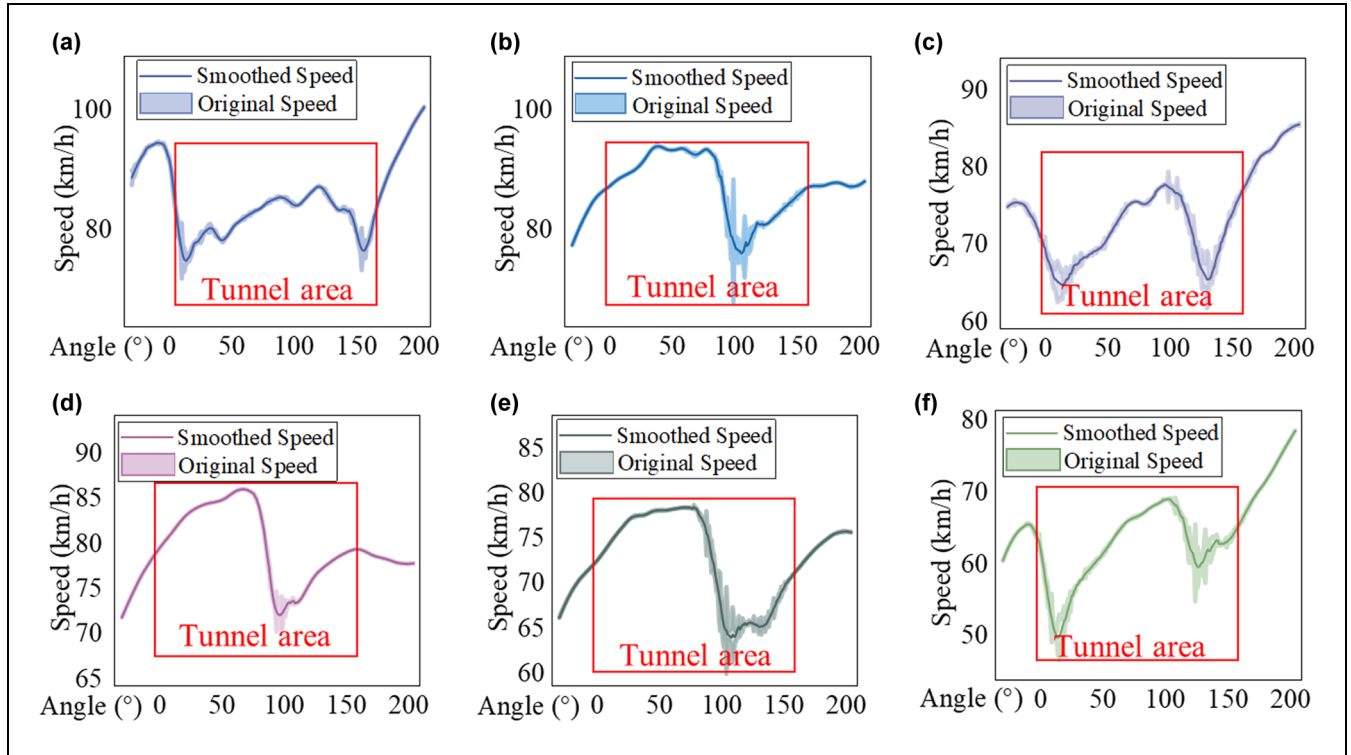 (a)
Smoothed Speed
Original Speed
100
80
Speed (km/h)
Tunnel area
Angle (°) 0 50 100 150 200
(b)
Smoothed Speed
Original Speed
100
80
Speed (km/h)
Tunnel area
Angle (°) 0 50 100 150 200
(c)
Smoothed Speed
Original Speed
90
80
70
60
Speed (km/h)
Tunnel area
Angle (°) 0 50 100 150 200
(d)
Smoothed Speed
Original Speed
90
85
80
75
70
65
Speed (km/h)
Tunnel area
Angle (°) 0 50 100 150 200
(e)
Smoothed Speed
Original Speed
85
80
75
70
65
60
Speed (km/h)
Tunnel area
Angle (°) 0 50 100 150 200
(f)
Smoothed Speed
Original Speed
80
70
60
50
Speed (km/h)
Tunnel area
Angle (°) 0 50 100 150 200